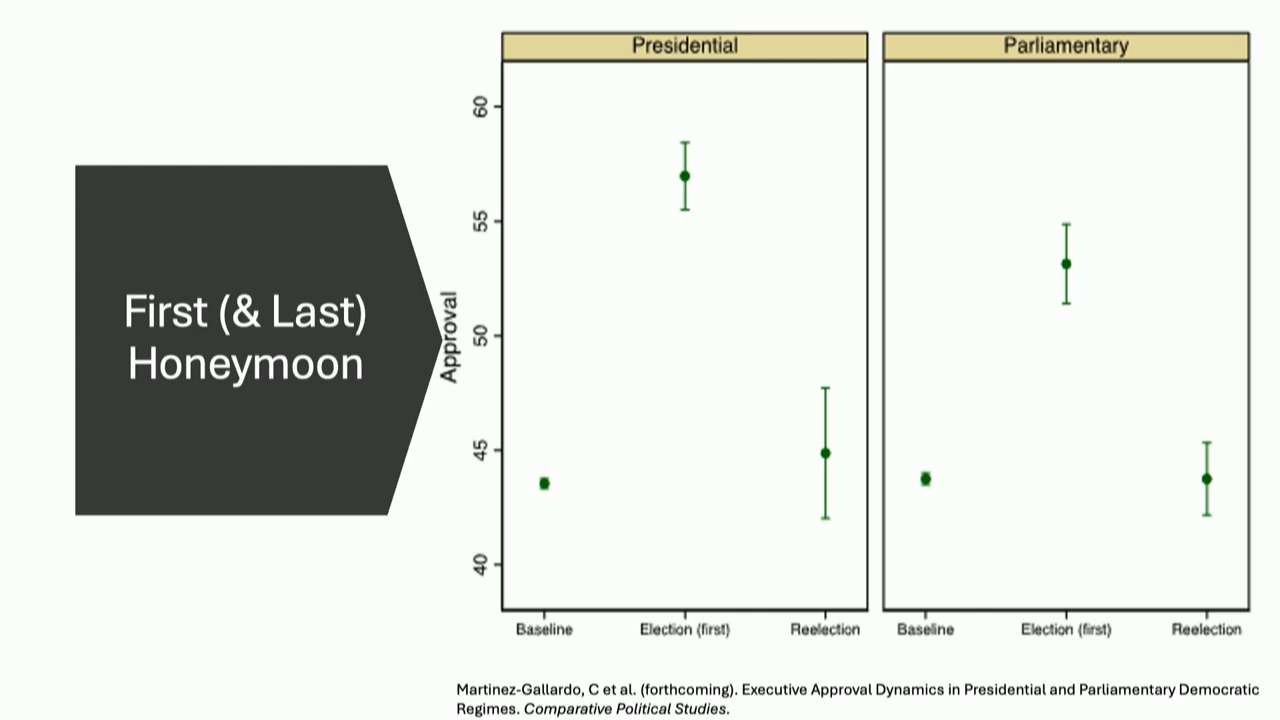 First (& Last)
Honeymoon
Presidential
Parliamentary
Approval
60
55
50
45
40
Baseline
Election (first)
Reelection
Baseline
Election (first)
Reelection
Martinez-Gallardo, C et al. (forthcoming). Executive Approval Dynamics in Presidential and Parliamentary Democratic
Regimes. Comparative Political Studies.